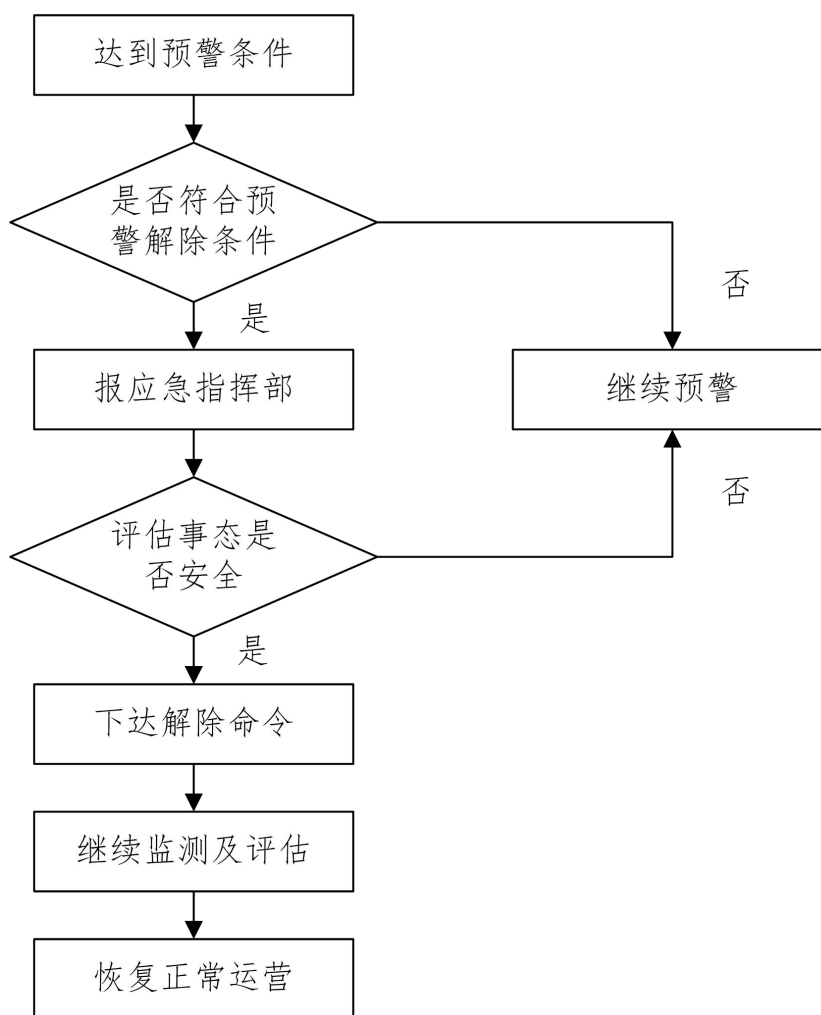 达到预警条件
是否符合预
警解除条件
否
是
报应急指挥部
继续预警
否
评估事态是
否安全
是
下达解除命令
继续监测及评估
恢复正常运营